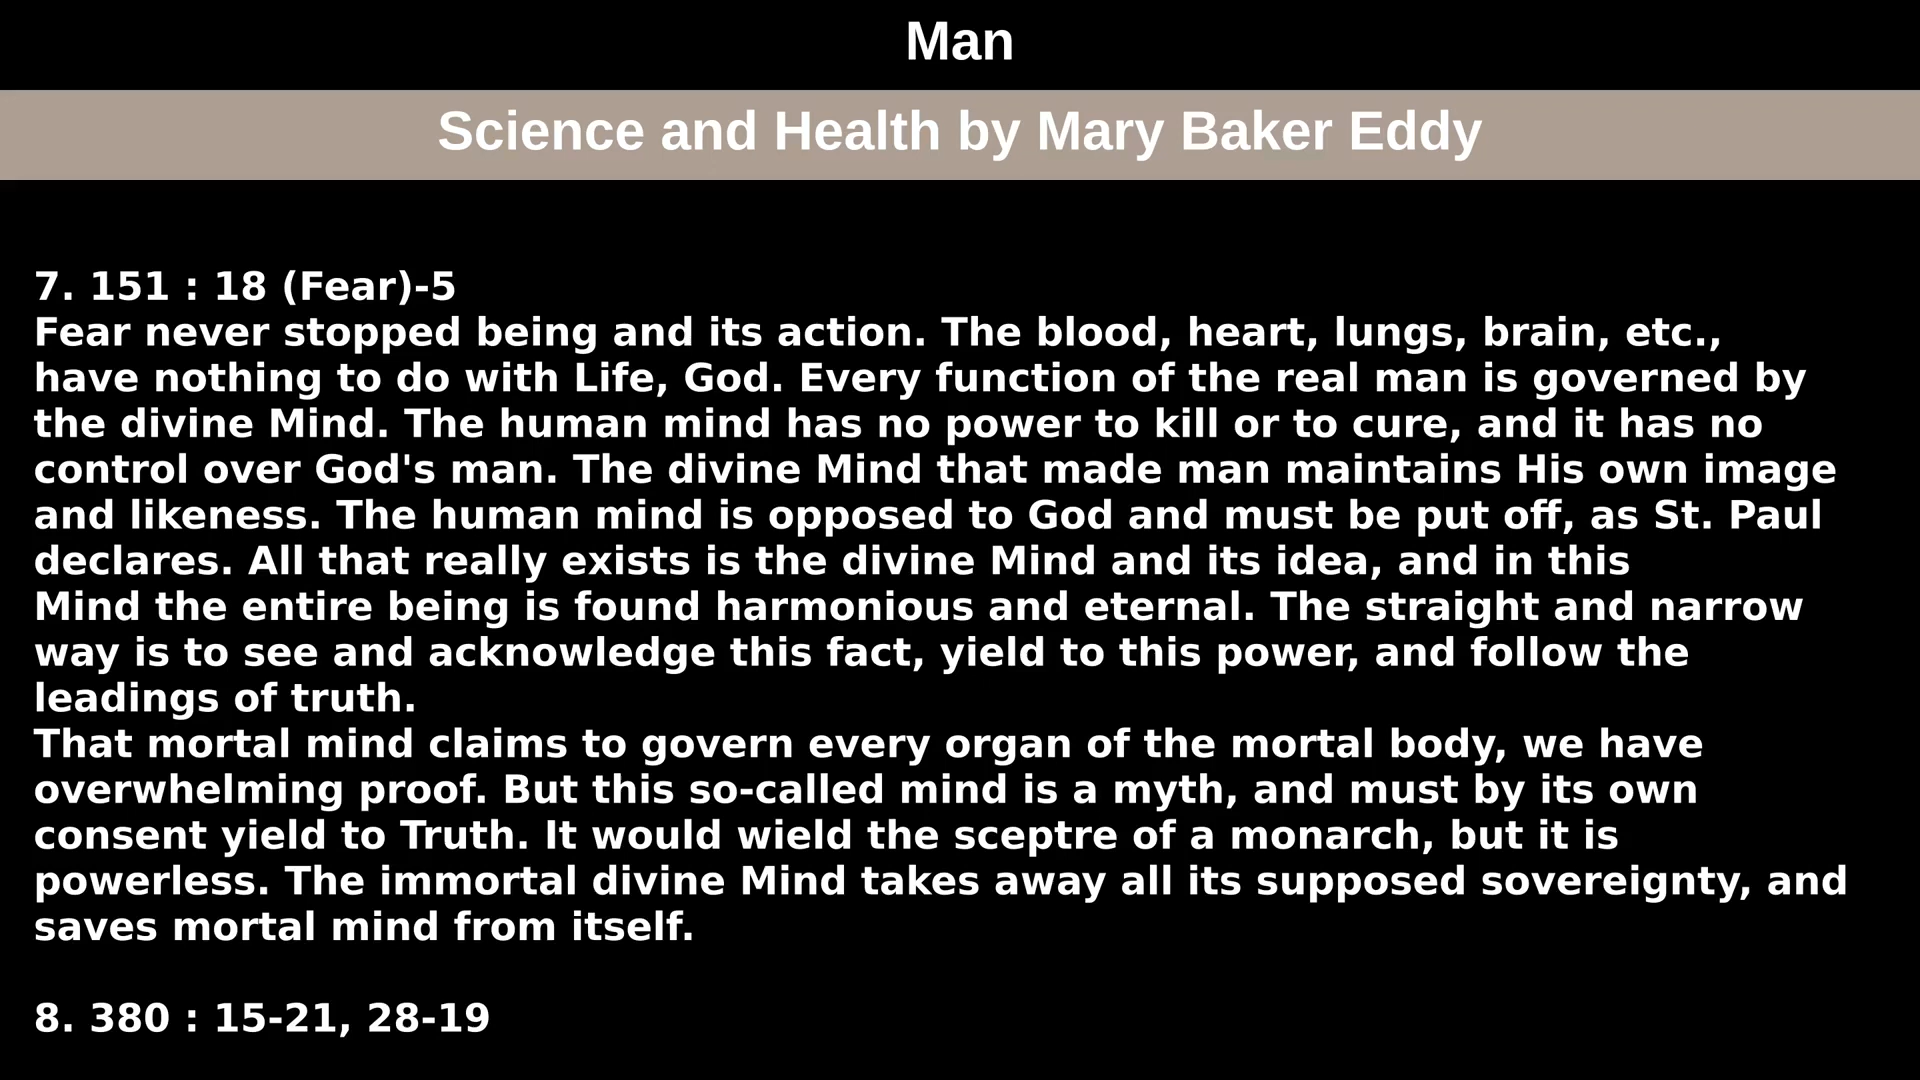 Man
Science and Health by Mary Baker Eddy
7. 151 : 18 (Fear)-5
Fear never stopped being and its action. The blood, heart, lungs, brain, etc.,
have nothing to do with Life, God. Every function of the real man is governed by
the divine Mind. The human mind has no power to kill or to cure, and it has no
control over God's man. The divine Mind that made man maintains His own image
and likeness. The human mind is opposed to God and must be put off, as St. Paul
declares. All that really exists is the divine Mind and its idea, and in this
Mind the entire being is found harmonious and eternal. The straight and narrow
way is to see and acknowledge this fact, yield to this power, and follow the
leadings of truth.
That mortal mind claims to govern every organ of the mortal body, we have
overwhelming proof. But this so-called mind is a myth, and must by its own
consent yield to Truth. It would wield the sceptre of a monarch, but it is
powerless. The immortal divine Mind takes away all its supposed sovereignty, and
saves mortal mind from itself.
8. 380 : 15-21, 28-19